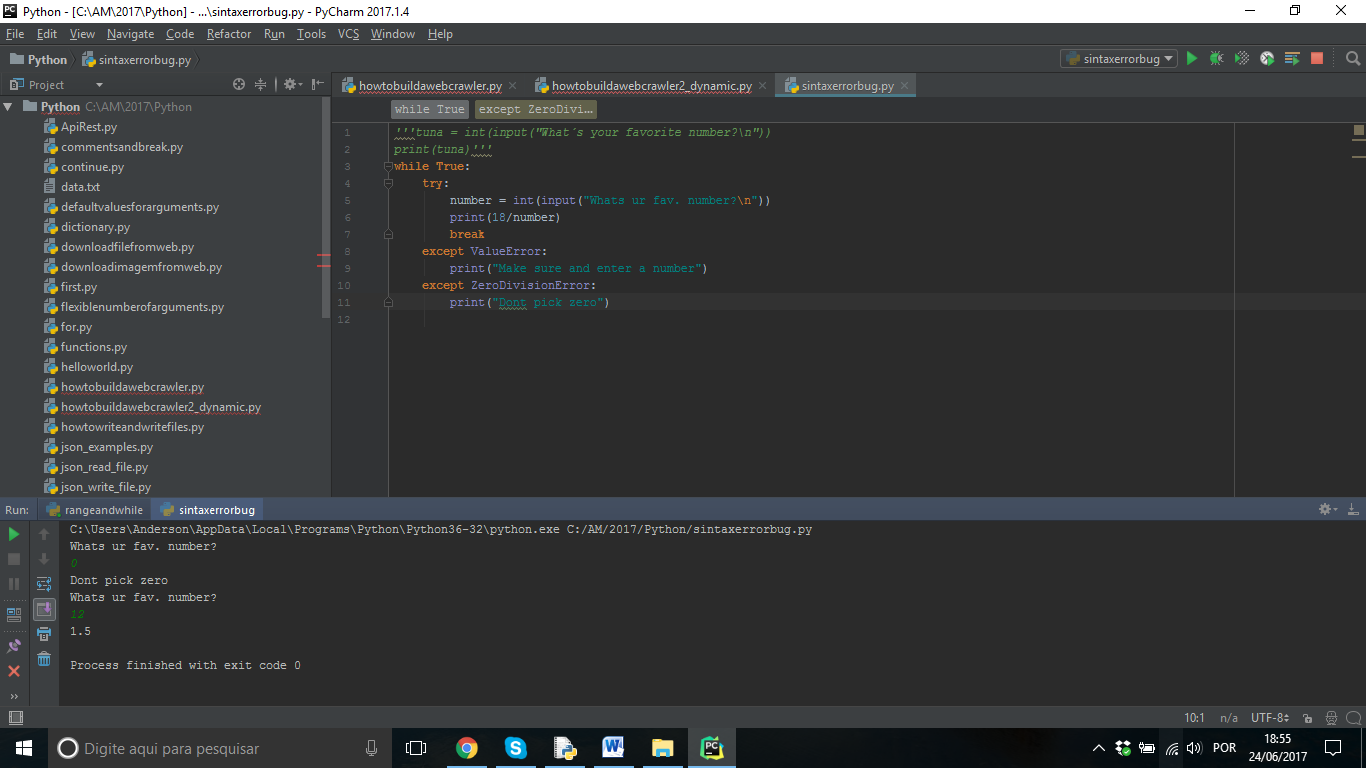 Python - [C:\AM\2017\Python] - ...\sintaxerrorbug.py - PyCharm 2017.1.4
File Edit View Navigate Code Refactor Run Tools VCS Window Help
Python sintaxerrorbug.py
sintaxerrorbug
Project
howtobuildawebcrawler.py howtobuildawebcrawler2_dynamic.py sintaxerrorbug.py
while True except ZeroDivi...
Python C:\AM\2017\Python
ApiRest.py
commentsandbreak.py
continue.py
data.txt
defaultvaluesforarguments.py
dictionary.py
downloadfilefromweb.py
downloadimagemfromweb.py
first.py
flexiblenumberofarguments.py
for.py
functions.py
helloworld.py
howtobuildawebcrawler.py
howtobuildawebcrawler2_dynamic.py
howtowriteandwritefiles.py
json_examples.py
json_read_file.py
json_write_file.py
1 '''tuna = int(input("What´s your favorite number?\n"))
2 print(tuna)'''
3 while True:
4     try:
5         number = int(input("Whats ur fav. number?\n"))
6         print(18/number)
7         break
8     except ValueError:
9         print("Make sure and enter a number")
10     except ZeroDivisionError:
11         print("Dont pick zero")
12
Run: rangeandwhile sintaxerrorbug
C:\Users\Anderson\AppData\Local\Programs\Python\Python36-32\python.exe C:/AM/2017/Python/sintaxerrorbug.py
Whats ur fav. number?
0
Dont pick zero
Whats ur fav. number?
12
1.5
Process finished with exit code 0
10:1 n/a UTF-8
Digite aqui para pesquisar
POR
18:55
24/06/2017